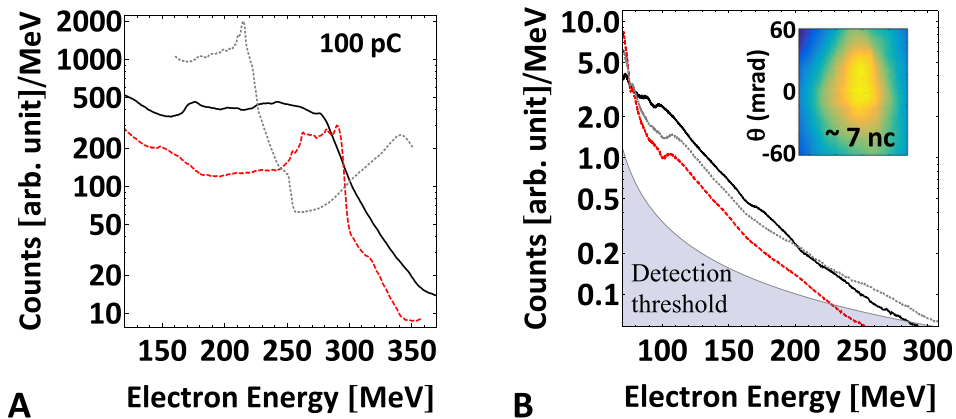 Counts [arb. unit]/MeV
2000
1000
500
200
100
50
20
10
100 pC
150 200 250 300 350
Electron Energy [MeV]
A
Counts [arb. unit]/MeV
10.0
5.0
2.0
1.0
0.5
0.2
0.1
θ (mrad)
60
0
-60
~ 7 nc
Detection
threshold
100 150 200 250 300
Electron Energy [MeV]
B